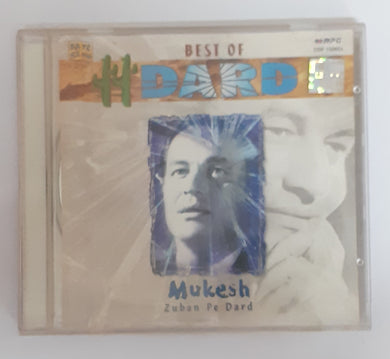 BEST OF
DARD
Mukesh
Zuban Pe Dard